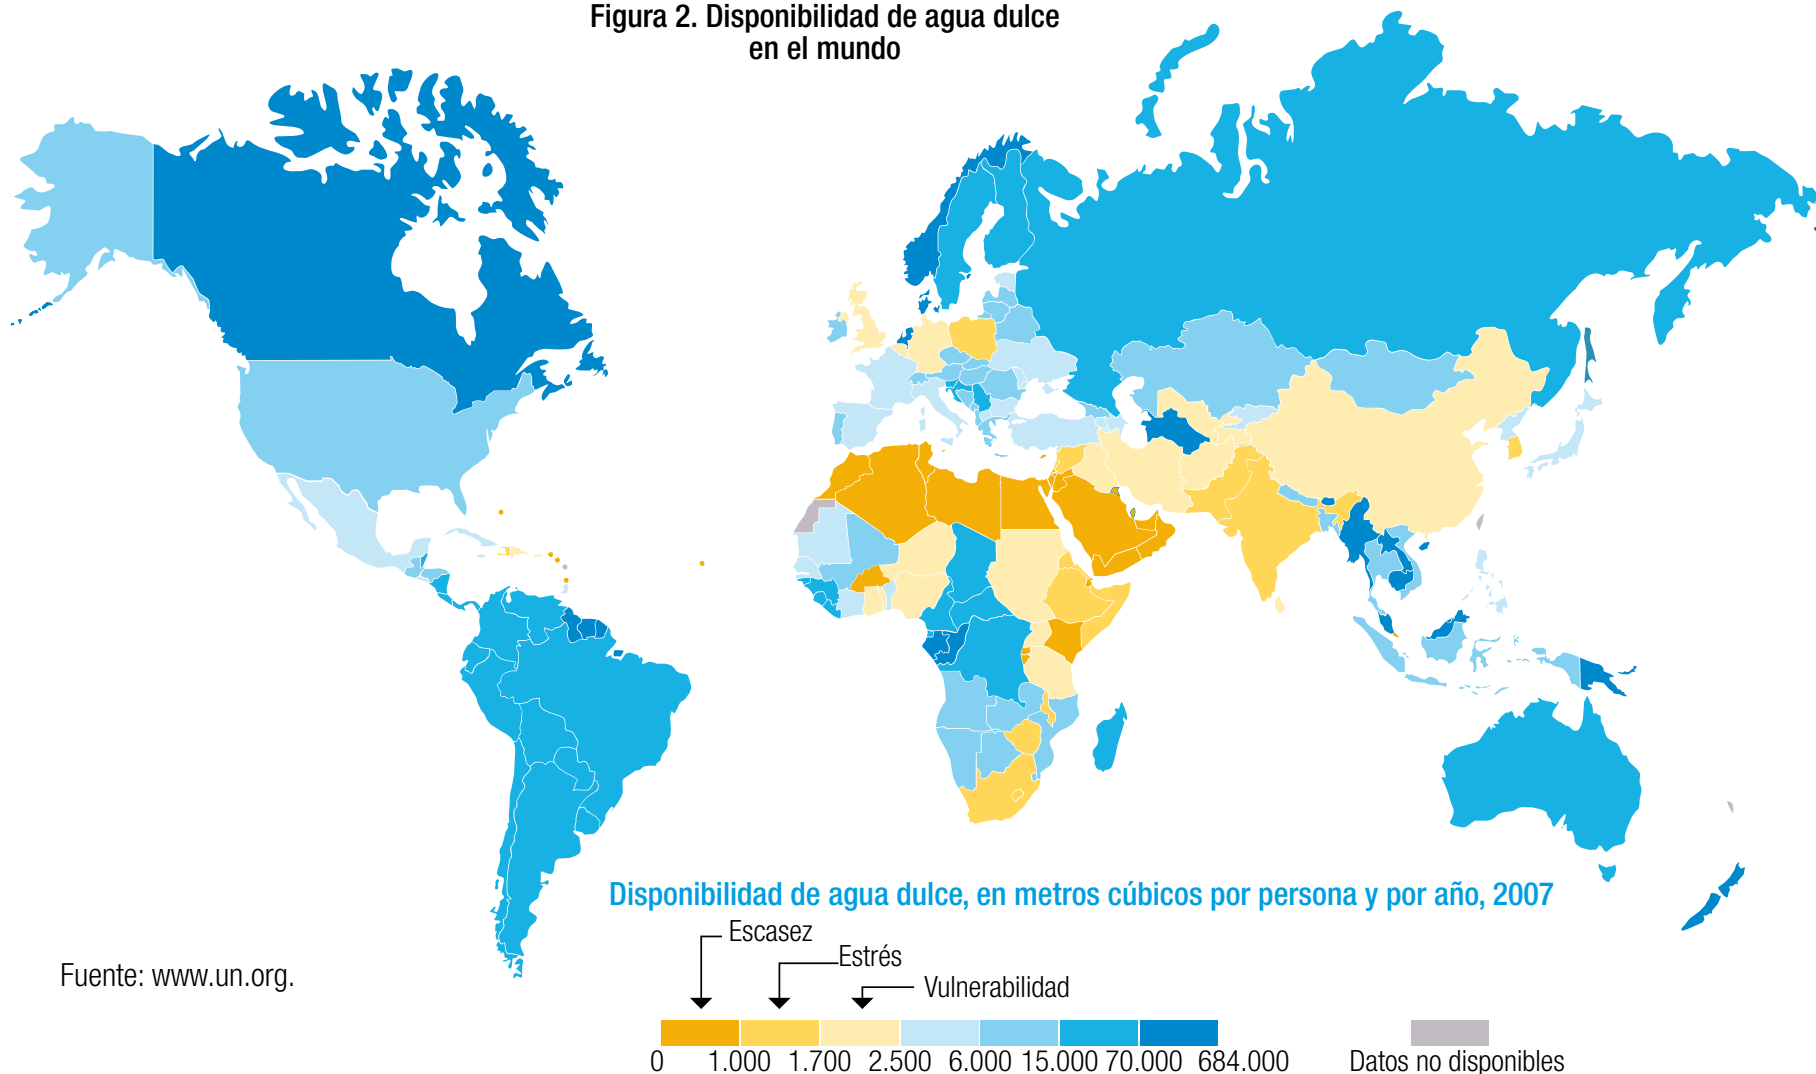 Figura 2. Disponibilidad de agua dulce
en el mundo
Disponibilidad de agua dulce, en metros cúbicos por persona y por año, 2007
Escasez
Estrés
Vulnerabilidad
Fuente: www.un.org.
0 1.000 1.700 2.500 6.000 15.000 70.000 684.000
Datos no disponibles